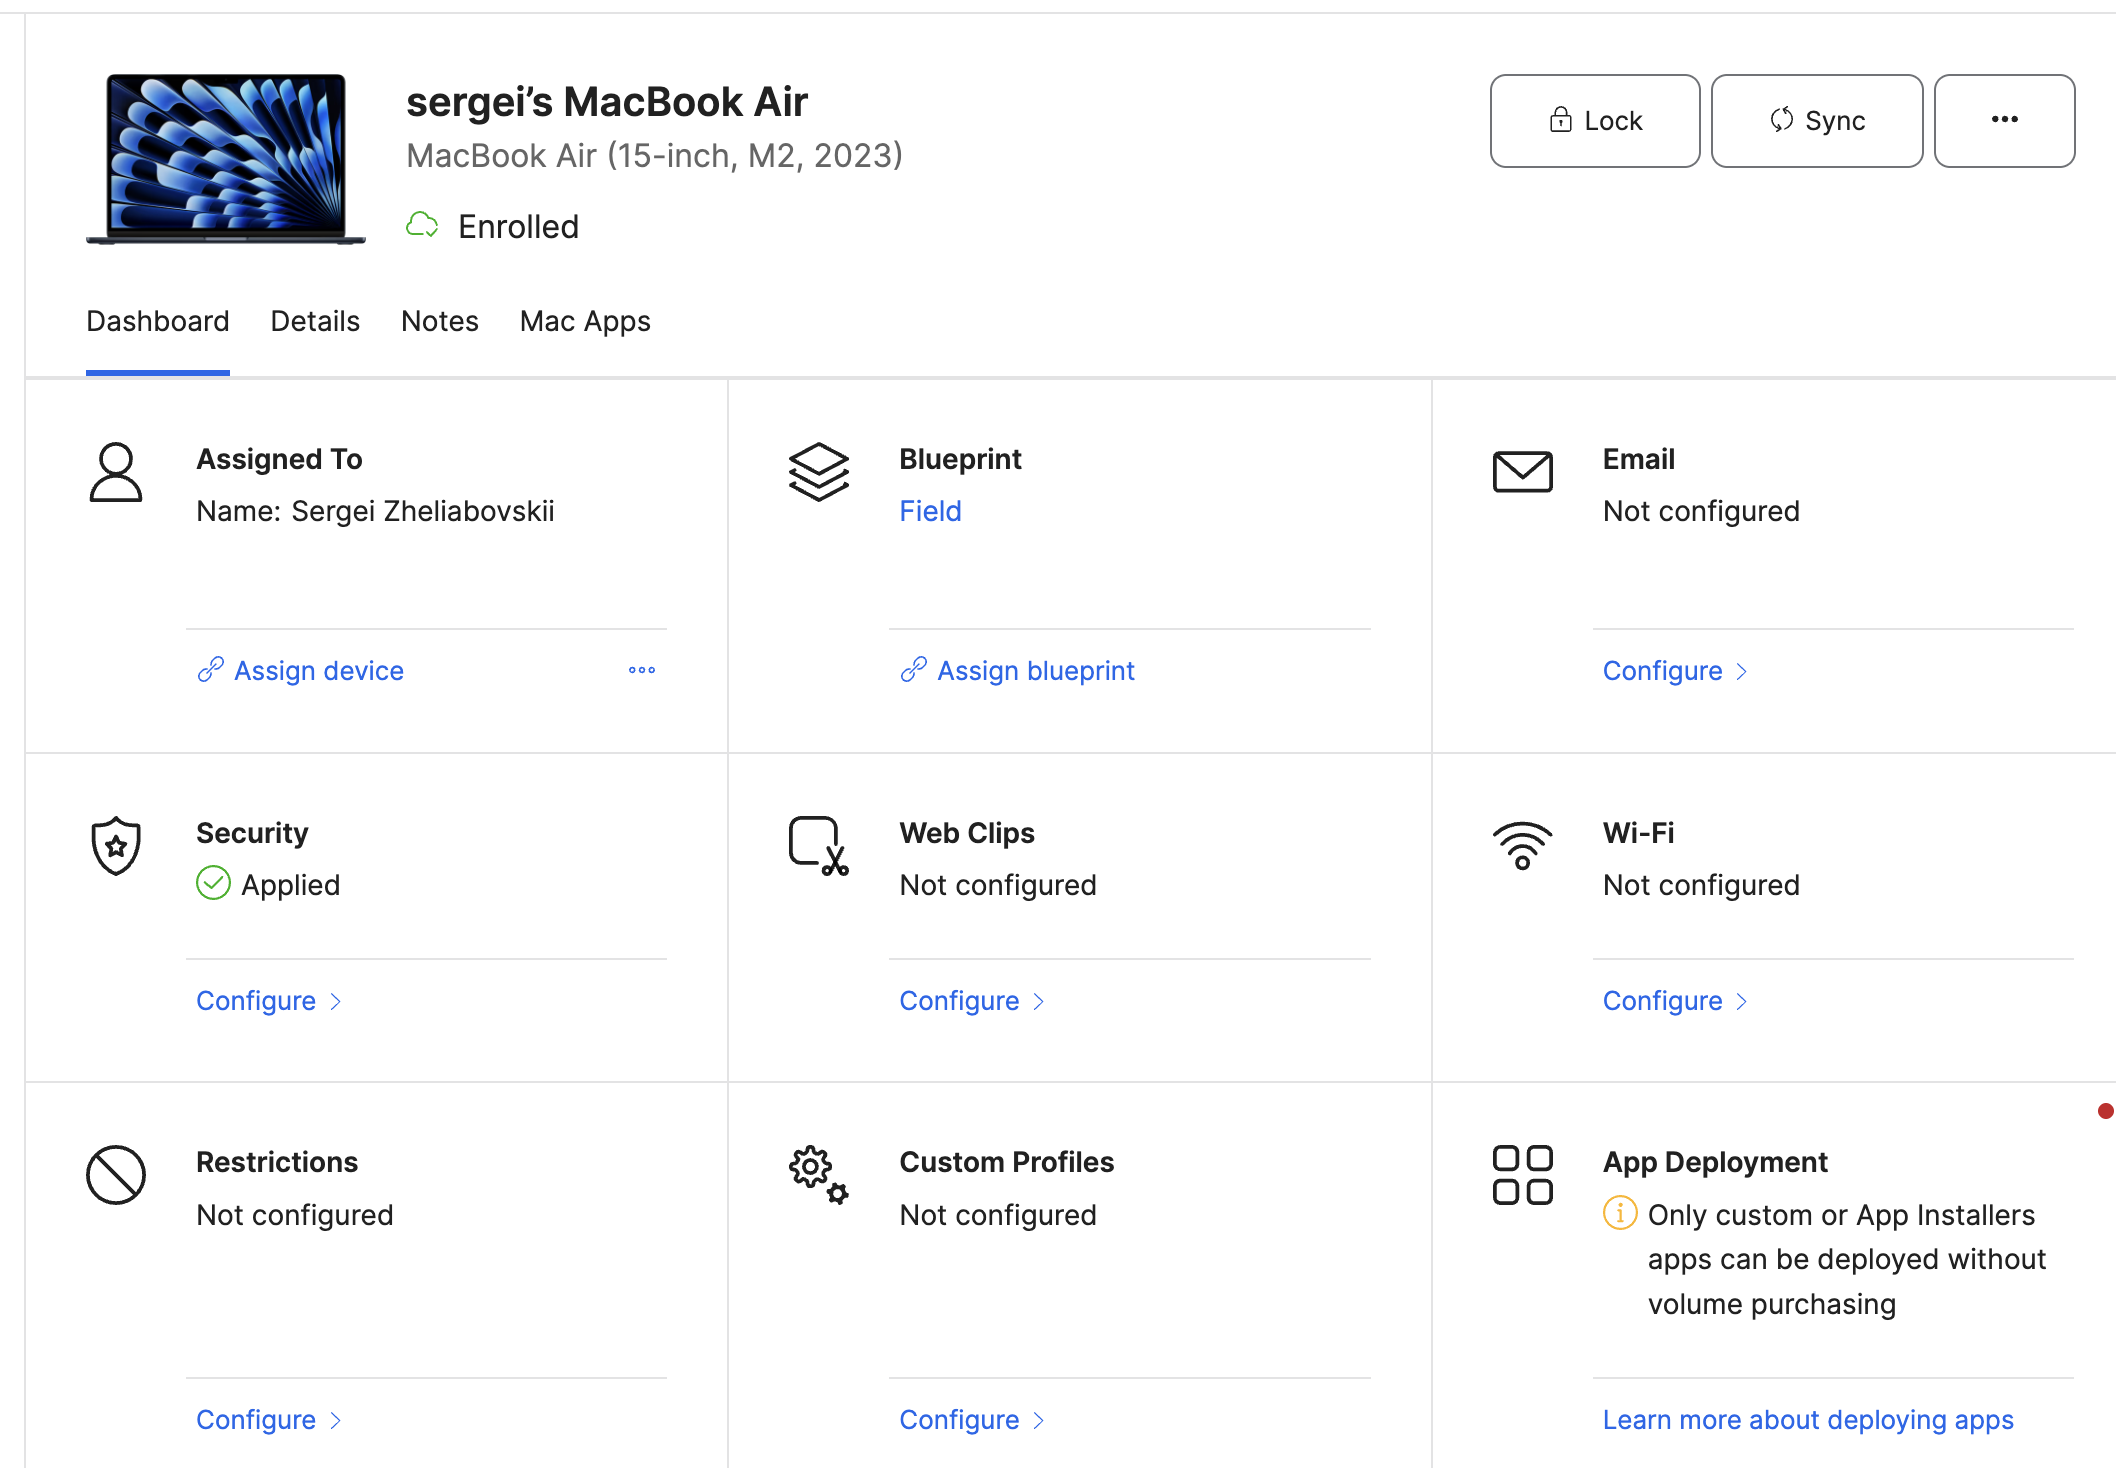 sergei’s MacBook Air
MacBook Air (15-inch, M2, 2023)
Enrolled
Lock
Sync
Dashboard
Details
Notes
Mac Apps
Assigned To
Name: Sergei Zheliabovskii
Assign device
Blueprint
Field
Assign blueprint
Email
Not configured
Configure
Security
Applied
Configure
Web Clips
Not configured
Configure
Wi-Fi
Not configured
Configure
Restrictions
Not configured
Configure
Custom Profiles
Not configured
Configure
App Deployment
Only custom or App Installers
apps can be deployed without
volume purchasing
Learn more about deploying apps